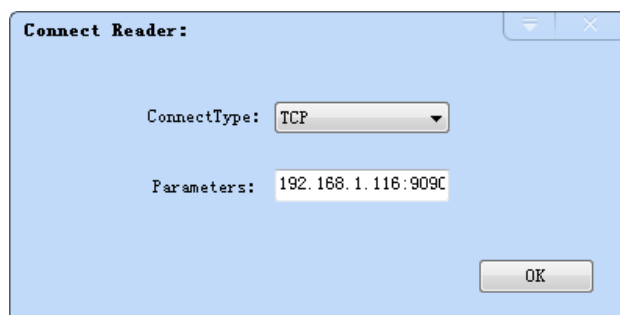 Connect Reader:
ConnectType: TCP
Parameters: 192.168.1.116:9090
OK